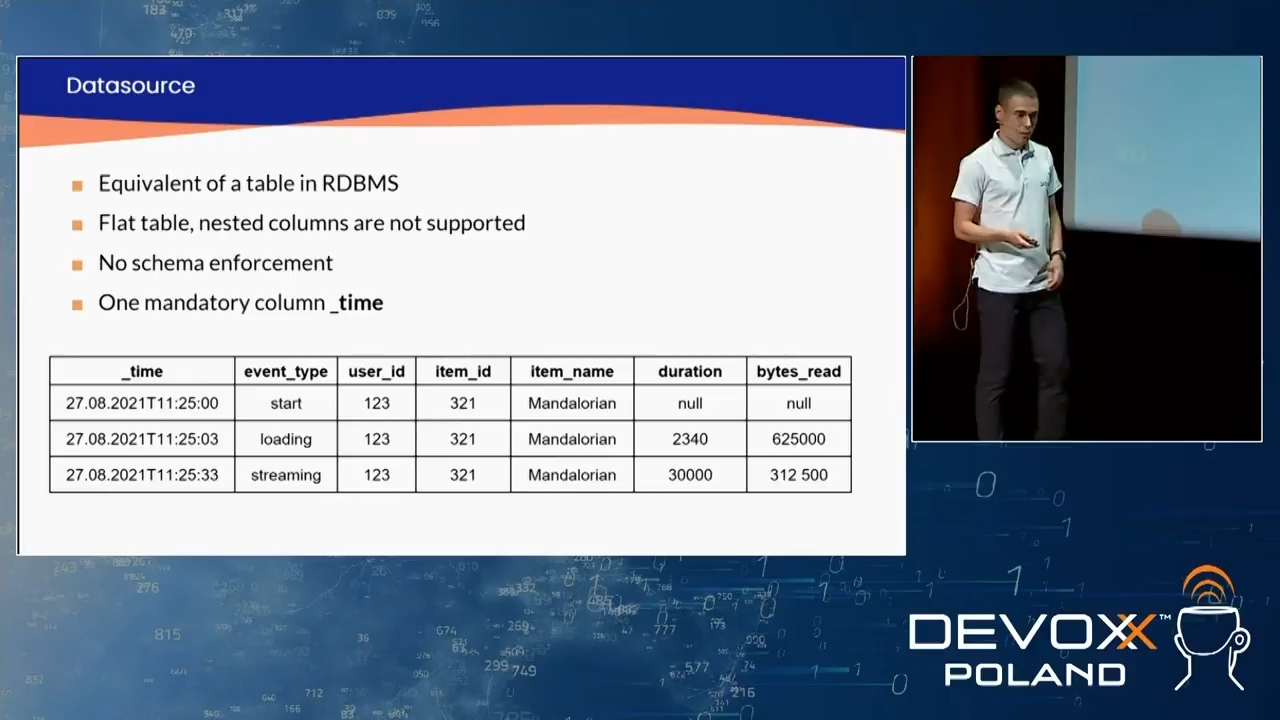 Datasource
Equivalent of a table in RDBMS
Flat table, nested columns are not supported
No schema enforcement
One mandatory column _time
_time event_type user_id item_id item_name duration bytes_read
27.08.2021T11:25:00 start 123 321 Mandalorian null null
27.08.2021T11:25:03 loading 123 321 Mandalorian 2340 625000
27.08.2021T11:25:33 streaming 123 321 Mandalorian 30000 312 500
DEVOXX™
POLAND